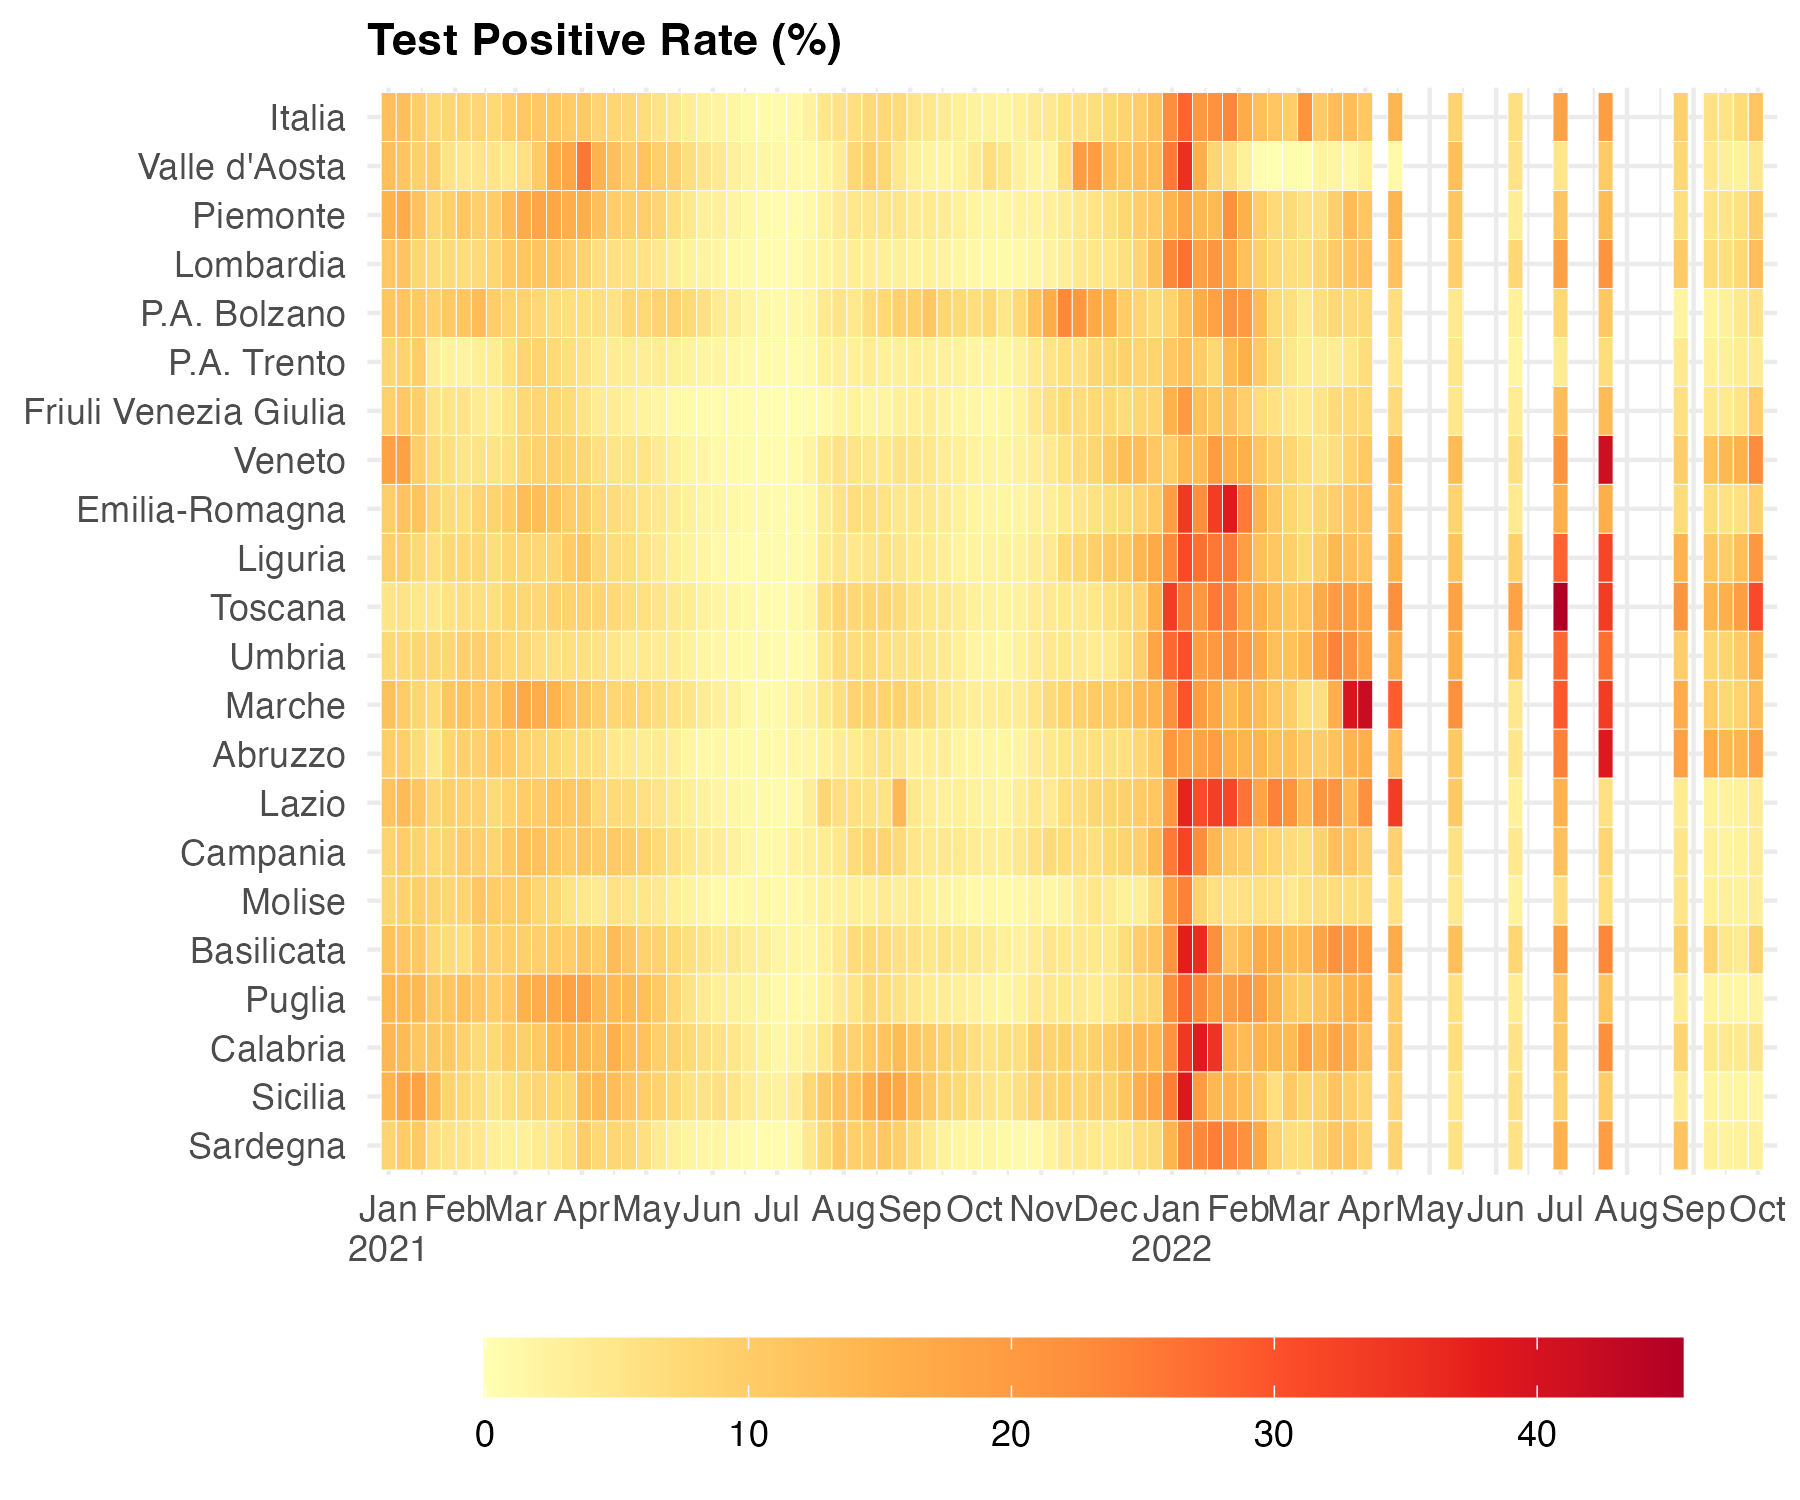 Test Positive Rate (%)
Italia
Valle d'Aosta
Piemonte
Lombardia
P.A. Bolzano
P.A. Trento
Friuli Venezia Giulia
Veneto
Emilia-Romagna
Liguria
Toscana
Umbria
Marche
Abruzzo
Lazio
Campania
Molise
Basilicata
Puglia
Calabria
Sicilia
Sardegna
Jan Feb Mar Apr May Jun Jul Aug Sep Oct Nov Dec Jan Feb Mar Apr May Jun Jul Aug Sep Oct
2021 2022
0 10 20 30 40